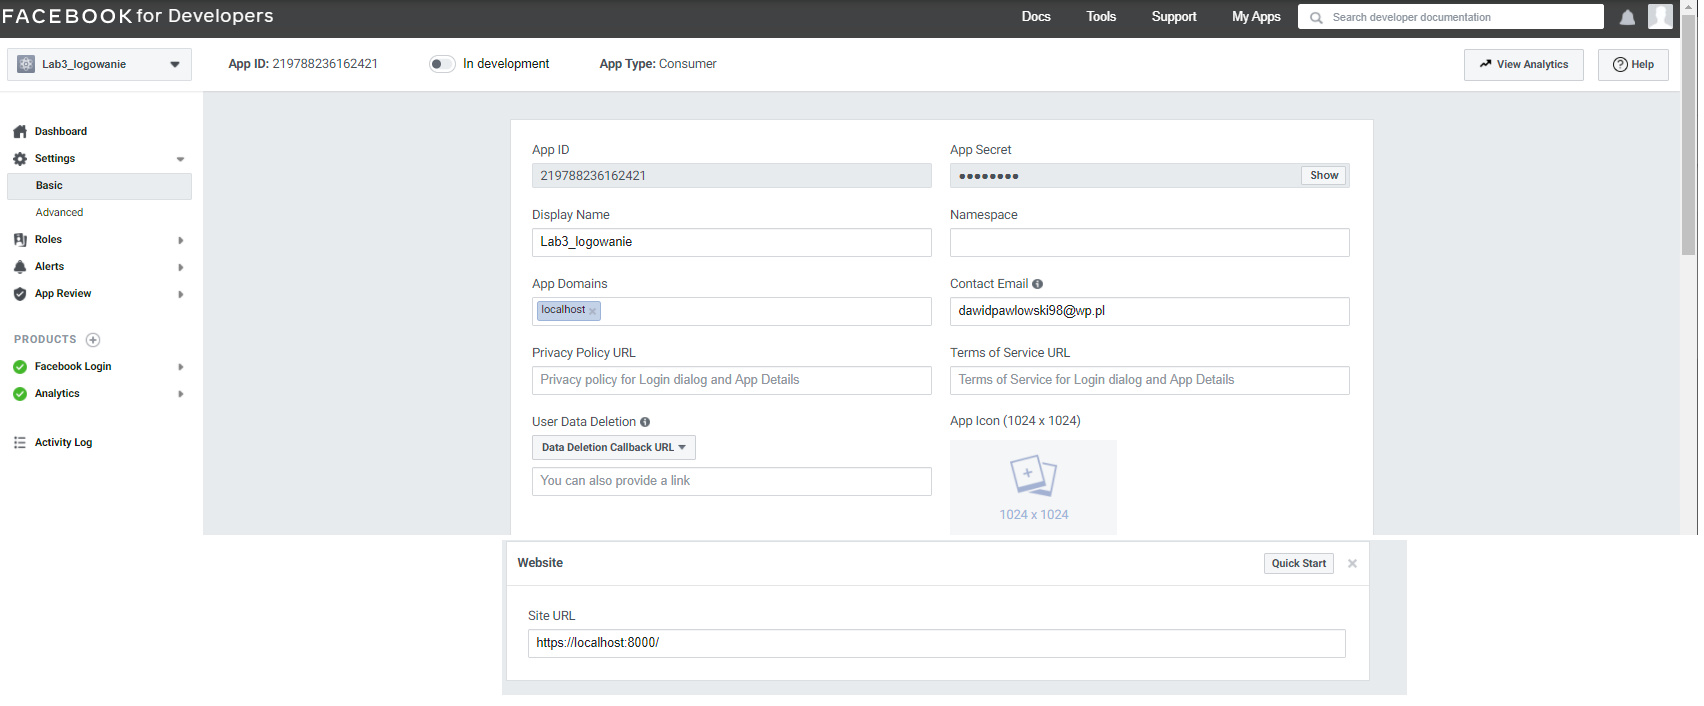 FACEBOOK for Developers
Docs Tools Support My Apps Search developer documentation
Lab3_logowanie App ID: 219788236162421 In development App Type: Consumer View Analytics Help
Dashboard
Settings
Basic
Advanced
Roles
Alerts
App Review
PRODUCTS
Facebook Login
Analytics
Activity Log
App ID App Secret
219788236162421 ●●●●●●●● Show
Display Name Namespace
Lab3_logowanie
App Domains Contact Email
localhost dawidpawlowski98@wp.pl
Privacy Policy URL Terms of Service URL
Privacy policy for Login dialog and App Details Terms of Service for Login dialog and App Details
User Data Deletion App Icon (1024 x 1024)
Data Deletion Callback URL
You can also provide a link
1024 x 1024
Website Quick Start
Site URL
https://localhost:8000/